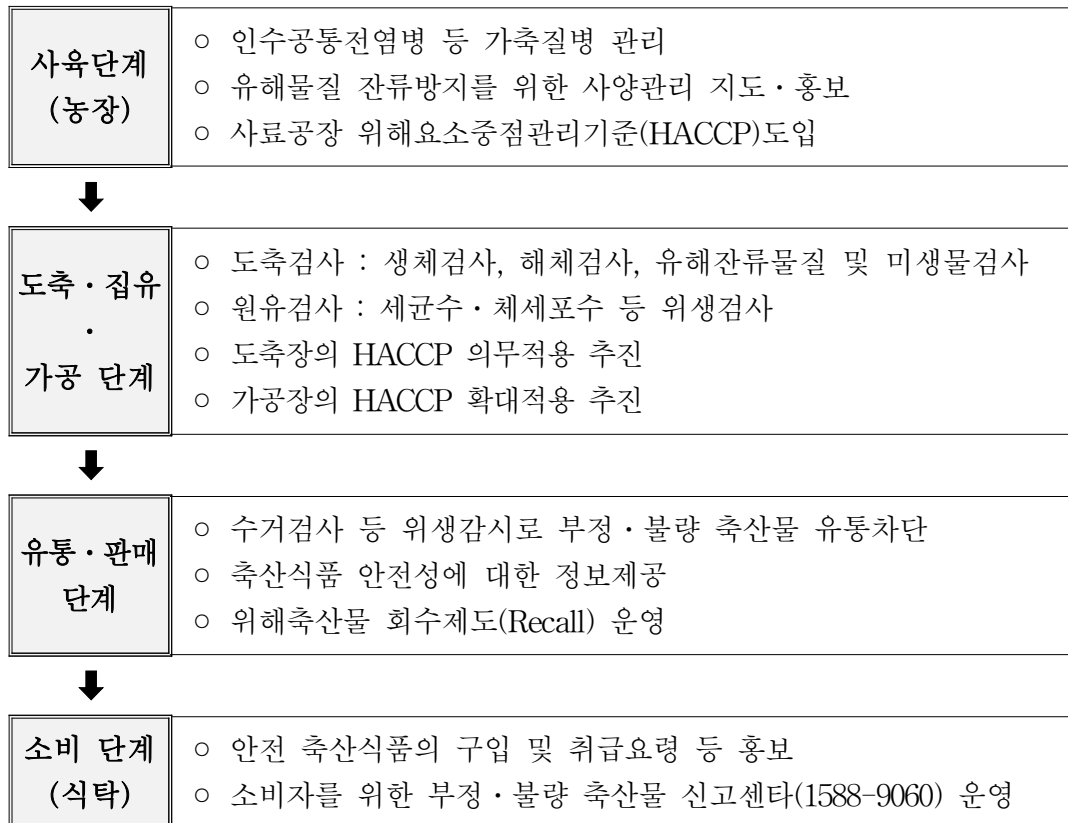 사육단계
(농장)
ㅇ 인수공통전염병 등 가축질병 관리
ㅇ 유해물질 잔류방지를 위한 사양관리 지도·홍보
ㅇ 사료공장 위해요소중점관리기준(HACCP)도입
도축·집유
·
가공 단계
ㅇ 도축검사 : 생체검사, 해체검사, 유해잔류물질 및 미생물검사
ㅇ 원유검사 : 세균수·체세포수 등 위생검사
ㅇ 도축장의 HACCP 의무적용 추진
ㅇ 가공장의 HACCP 확대적용 추진
유통·판매
단계
ㅇ 수거검사 등 위생감시로 부정·불량 축산물 유통차단
ㅇ 축산식품 안전성에 대한 정보제공
ㅇ 위해축산물 회수제도(Recall) 운영
소비 단계
(식탁)
ㅇ 안전 축산식품의 구입 및 취급요령 등 홍보
ㅇ 소비자를 위한 부정·불량 축산물 신고센타(1588-9060) 운영